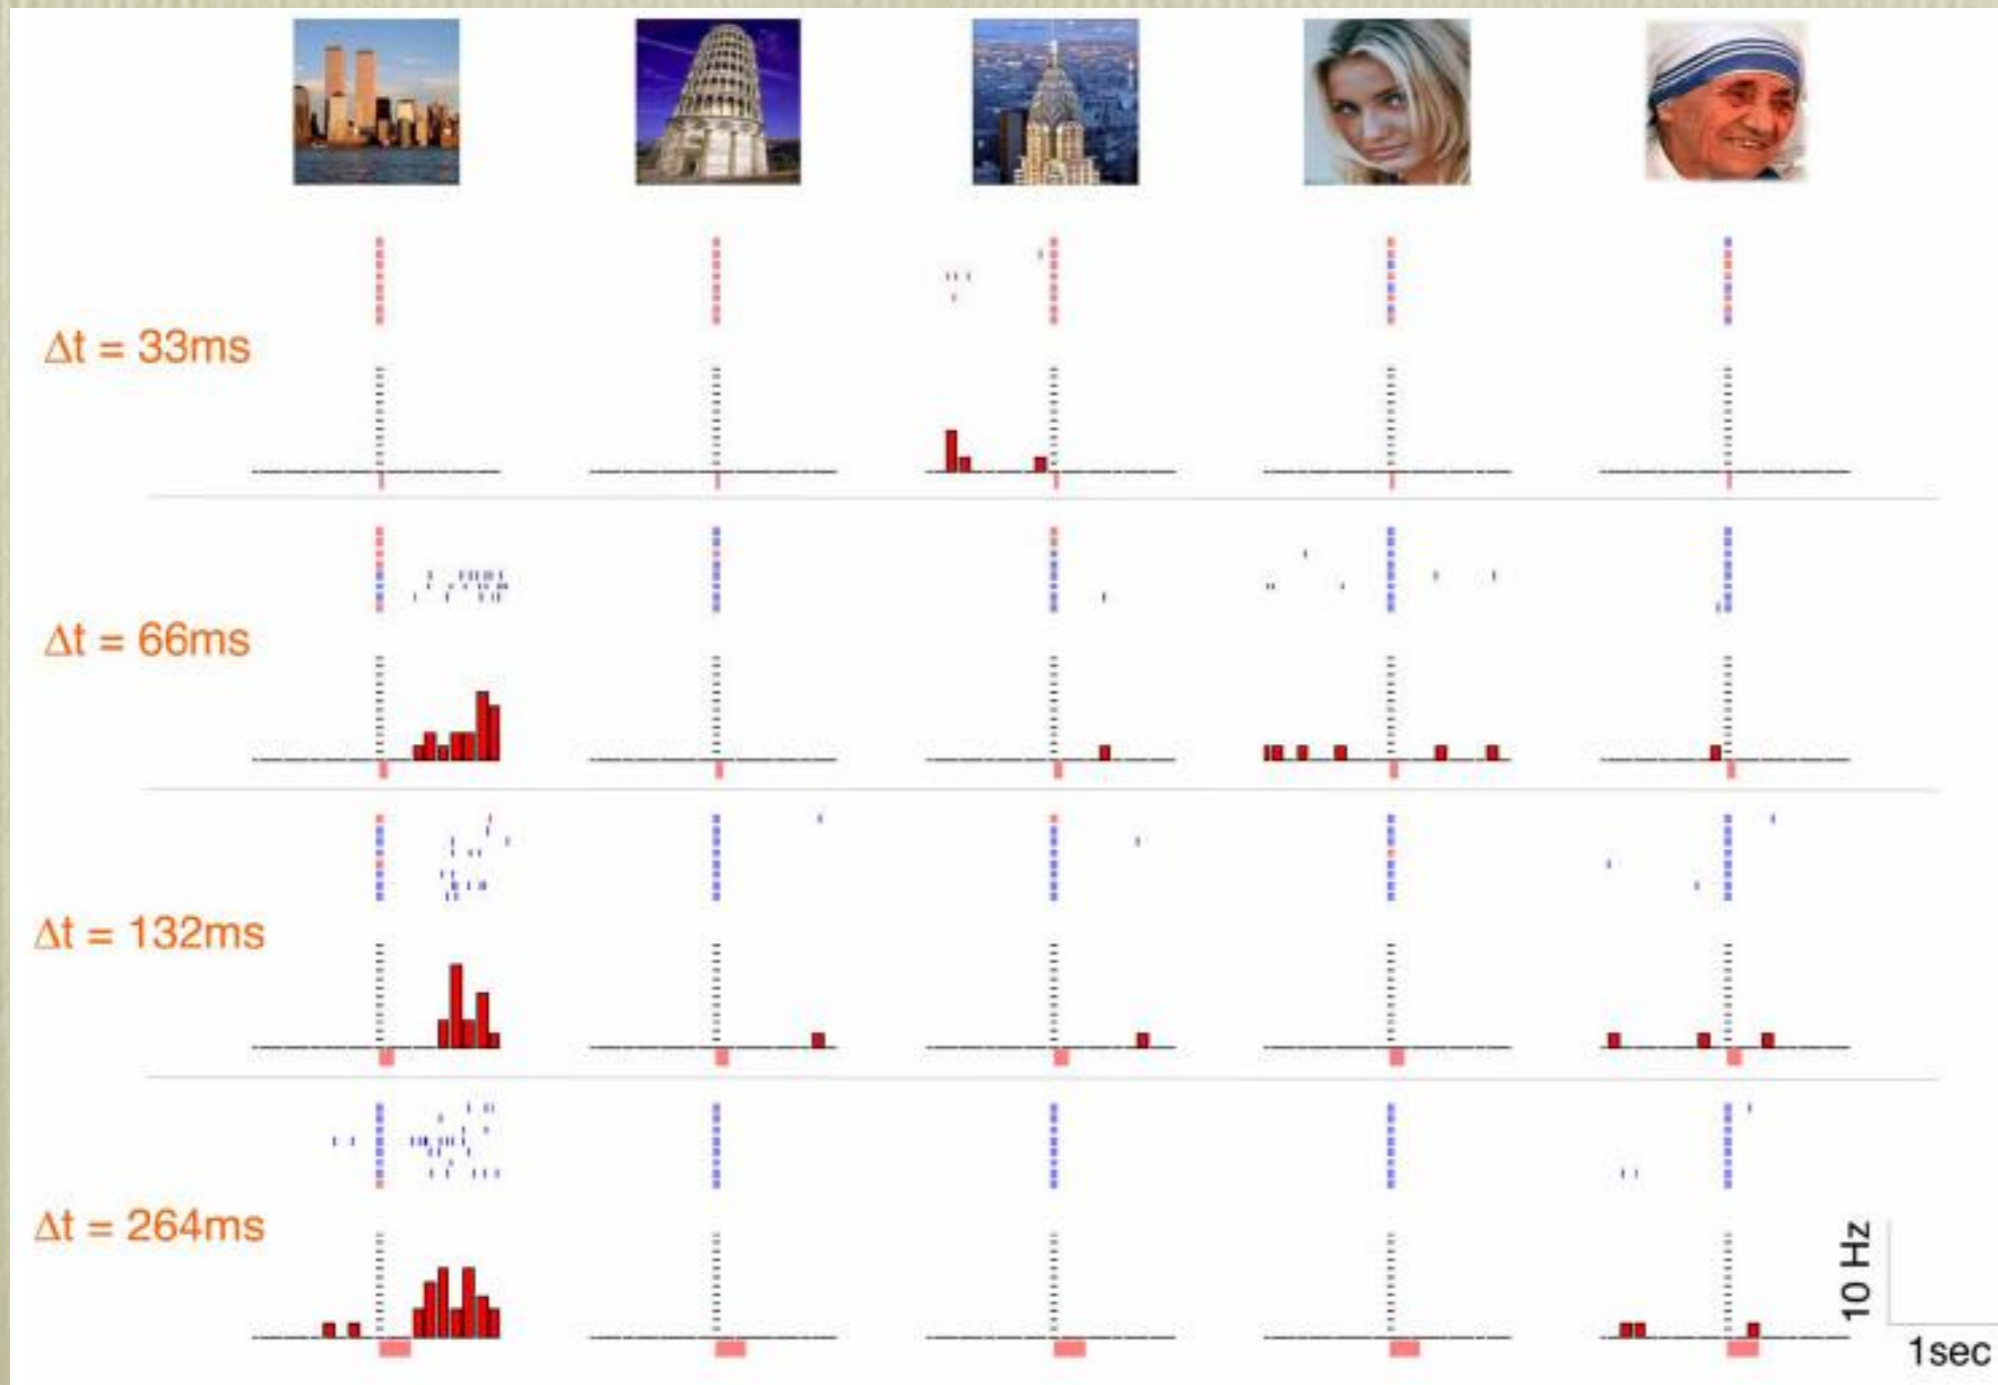 Δt = 33ms
Δt = 66ms
Δt = 132ms
Δt = 264ms
10 Hz
1sec